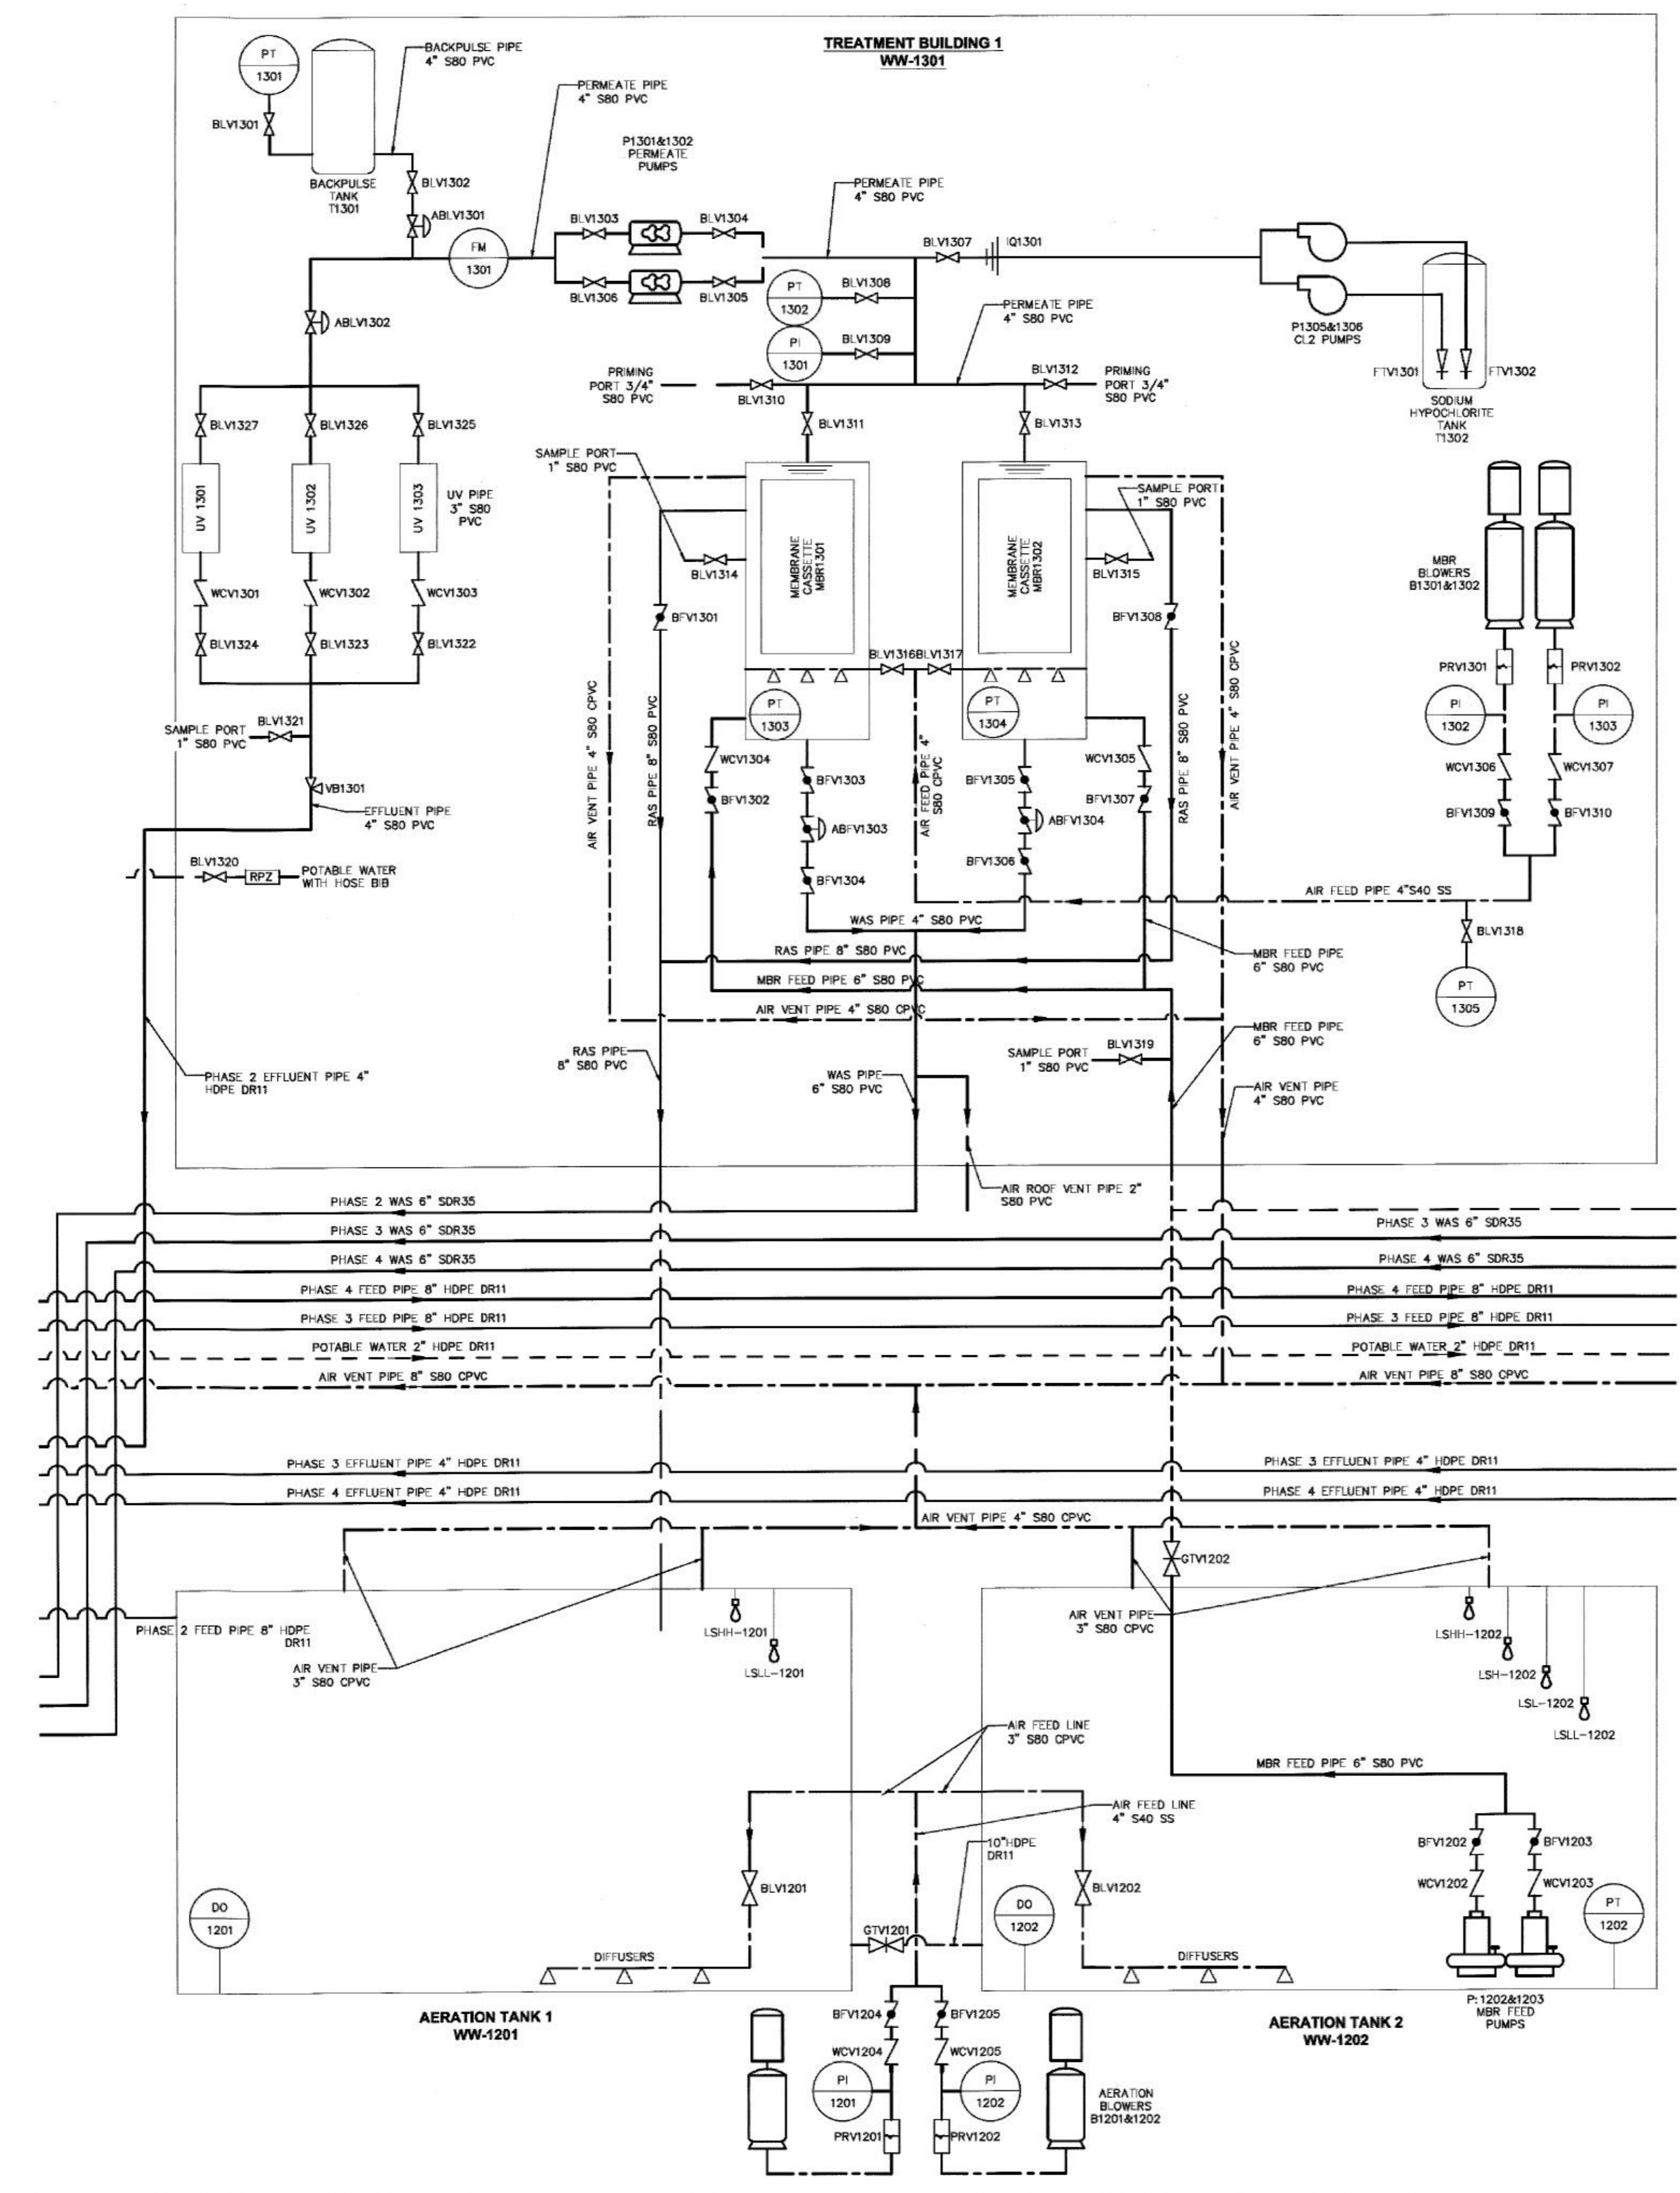 TREATMENT BUILDING 1
WW-1301
PT
1301
BLV1301
BACKPULSE
TANK
T1301
BACKPULSE PIPE
4" S80 PVC
BLV1302
ABLV1301
FM
1301
PERMEATE PIPE
4" S80 PVC
P1301&1302
PERMEATE
PUMPS
BLV1303
BLV1304
BLV1306
BLV1305
PERMEATE PIPE
4" S80 PVC
BLV1307
IQ1301
PT
1302
BLV1308
PI
1301
BLV1309
PERMEATE PIPE
4" S80 PVC
P1305&1306
CL2 PUMPS
FTV1301
FTV1302
SODIUM
HYPOCHLORITE
TANK
T1302
ABLV1302
PRIMING
PORT 3/4"
S80 PVC
BLV1310
BLV1312
PRIMING
PORT 3/4"
S80 PVC
BLV1327
BLV1326
BLV1325
BLV1311
BLV1313
SAMPLE PORT
1" S80 PVC
UV 1301
UV 1302
UV 1303
UV PIPE
3" S80
PVC
MEMBRANE
CASSETTE
MBR1301
MEMBRANE
CASSETTE
MBR1302
SAMPLE PORT
1" S80 PVC
BLV1314
BLV1315
MBR
BLOWERS
B1301&1302
WCV1301
WCV1302
WCV1303
BFV1301
BFV1308
BLV1324
BLV1323
BLV1322
BLV1316
BLV1317
PRV1301
PRV1302
PI
1302
PI
1303
AIR VENT PIPE 4" S80 CPVC
RAS PIPE 8" S80 PVC
PT
1303
PT
1304
AIR FEED PIPE 4"
S80 CPVC
RAS PIPE 8" S80 PVC
AIR VENT PIPE 4" S80 CPVC
SAMPLE PORT
1" S80 PVC
BLV1321
WCV1304
WCV1305
WCV1306
WCV1307
VB1301
BFV1302
BFV1303
BFV1305
BFV1307
EFFLUENT PIPE
4" S80 PVC
ABFV1303
ABFV1304
BFV1309
BFV1310
BLV1320
RPZ
POTABLE WATER
WITH HOSE BIB
BFV1304
BFV1306
AIR FEED PIPE 4"S40 SS
WAS PIPE 4" S80 PVC
BLV1318
RAS PIPE 8" S80 PVC
MBR FEED PIPE
6" S80 PVC
MBR FEED PIPE 6" S80 PVC
PT
1305
AIR VENT PIPE 4" S80 CPVC
MBR FEED PIPE
6" S80 PVC
RAS PIPE
8" S80 PVC
SAMPLE PORT
1" S80 PVC
BLV1319
PHASE 2 EFFLUENT PIPE 4"
HDPE DR11
WAS PIPE
6" S80 PVC
AIR VENT PIPE
4" S80 PVC
AIR ROOF VENT PIPE 2"
S80 PVC
PHASE 2 WAS 6" SDR35
PHASE 3 WAS 6" SDR35
PHASE 3 WAS 6" SDR35
PHASE 4 WAS 6" SDR35
PHASE 4 WAS 6" SDR35
PHASE 4 FEED PIPE 8" HDPE DR11
PHASE 4 FEED PIPE 8" HDPE DR11
PHASE 3 FEED PIPE 8" HDPE DR11
PHASE 3 FEED PIPE 8" HDPE DR11
POTABLE WATER 2" HDPE DR11
POTABLE WATER 2" HDPE DR11
AIR VENT PIPE 8" S80 CPVC
AIR VENT PIPE 8" S80 CPVC
PHASE 3 EFFLUENT PIPE 4" HDPE DR11
PHASE 3 EFFLUENT PIPE 4" HDPE DR11
PHASE 4 EFFLUENT PIPE 4" HDPE DR11
PHASE 4 EFFLUENT PIPE 4" HDPE DR11
AIR VENT PIPE 4" S80 CPVC
GTV1202
PHASE 2 FEED PIPE 8" HDPE
DR11
AIR VENT PIPE
3" S80 CPVC
LSHH-1201
LSLL-1201
AIR VENT PIPE
3" S80 CPVC
LSHH-1202
LSH-1202
LSL-1202
LSLL-1202
AIR FEED LINE
3" S80 CPVC
MBR FEED PIPE 6" S80 PVC
AIR FEED LINE
4" S40 SS
10"HDPE
DR11
BFV1202
BFV1203
BLV1201
BLV1202
WCV1202
WCV1203
DO
1201
GTV1201
DO
1202
PT
1202
DIFFUSERS
DIFFUSERS
P:1202&1203
MBR FEED
PUMPS
AERATION TANK 1
WW-1201
BFV1204
BFV1205
AERATION TANK 2
WW-1202
WCV1204
WCV1205
PI
1201
PI
1202
AERATION
BLOWERS
B1201&1202
PRV1201
PRV1202